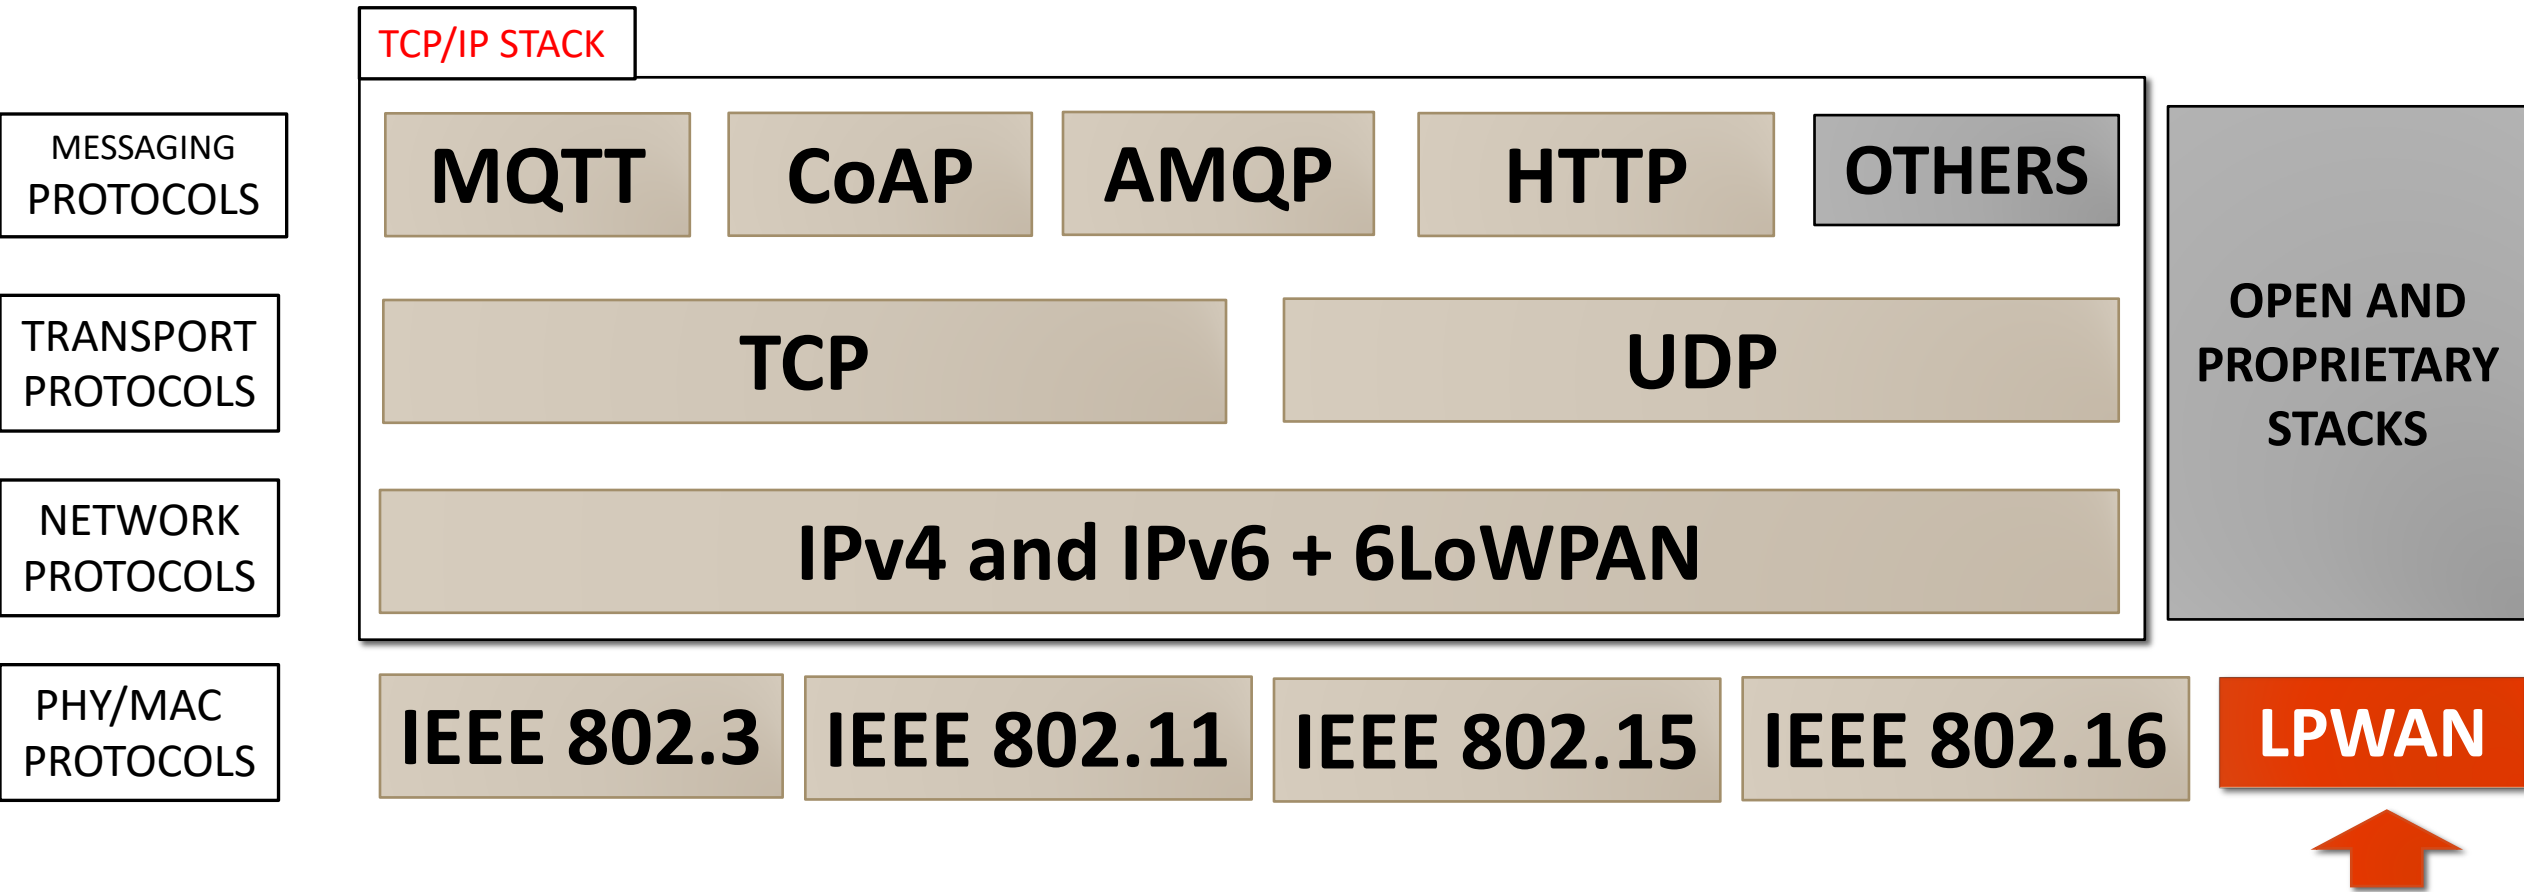 TCP/IP STACK
MESSAGING
PROTOCOLS
MQTT
CoAP
AMQP
HTTP
OTHERS
TRANSPORT
PROTOCOLS
TCP
UDP
OPEN AND
PROPRIETARY
STACKS
NETWORK
PROTOCOLS
IPv4 and IPv6 + 6LoWPAN
PHY/MAC
PROTOCOLS
IEEE 802.3
IEEE 802.11
IEEE 802.15
IEEE 802.16
LPWAN